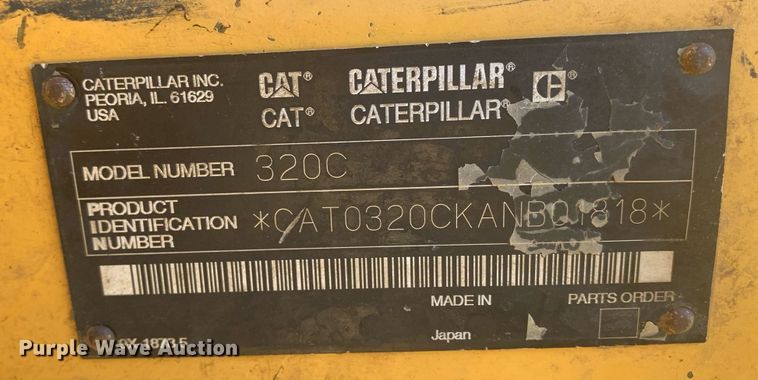 CATERPILLAR INC.
PEORIA, IL. 61629
USA
CAT® CATERPILLAR®
CAT® CATERPILLAR®
MODEL NUMBER 320C
PRODUCT
IDENTIFICATION
NUMBER
*CAT0320CKANB01818*
MADE IN PARTS ORDER
Japan
Purple Wave Auction®